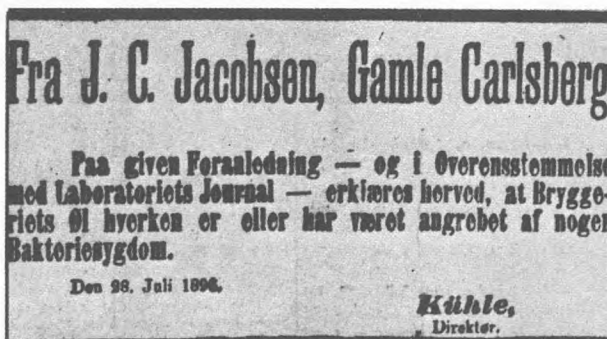 Fra J. C. Jacobsen, Gamle Carlsberg
Paa given Foranledning — og i Overensstemmelse
med Laboratoriets Journal — erklæres herved, at Brygge-
riets Øl hverken er eller har været angrebet af nogen
Bakteriesygdom.
Den 28. Juli
Kühle,
Direktør.